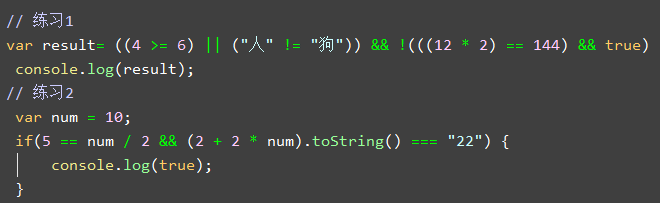 // 练习1
var result= ((4 >= 6) || ("人" != "狗")) && !(((12 * 2) == 144) && true)
console.log(result);
// 练习2
var num = 10;
if(5 == num / 2 && (2 + 2 * num).toString() === "22") {
console.log(true);
}